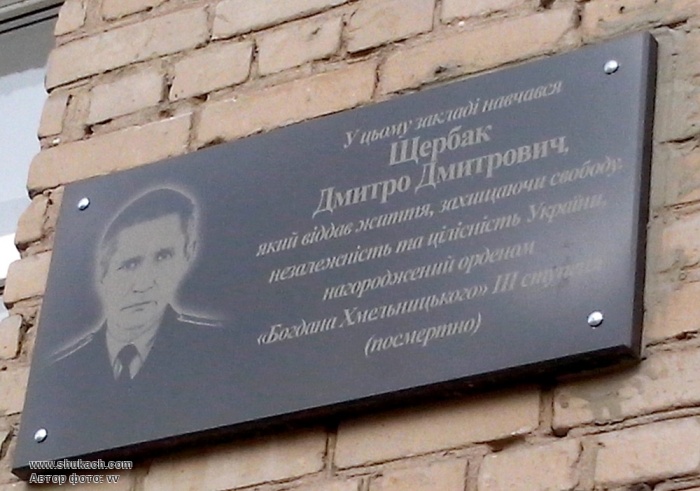 У цьому закладі навчався
Щербак
Дмитро Дмитрович,
який віддав життя, захищаючи свободу,
незалежність та цілісність України,
нагороджений орденом
«Богдана Хмельницького» III ступеня
(посмертно)
www.shukach.com
Автор фото: vv